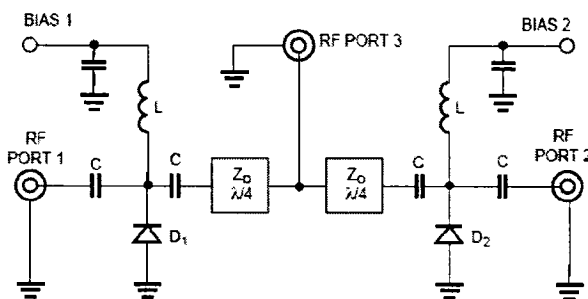 BIAS 1
RF PORT 3
BIAS 2
L
L
RF
PORT 1
C
C
Z₀
λ/4
Z₀
λ/4
C
C
RF
PORT 2
D₁
D₂